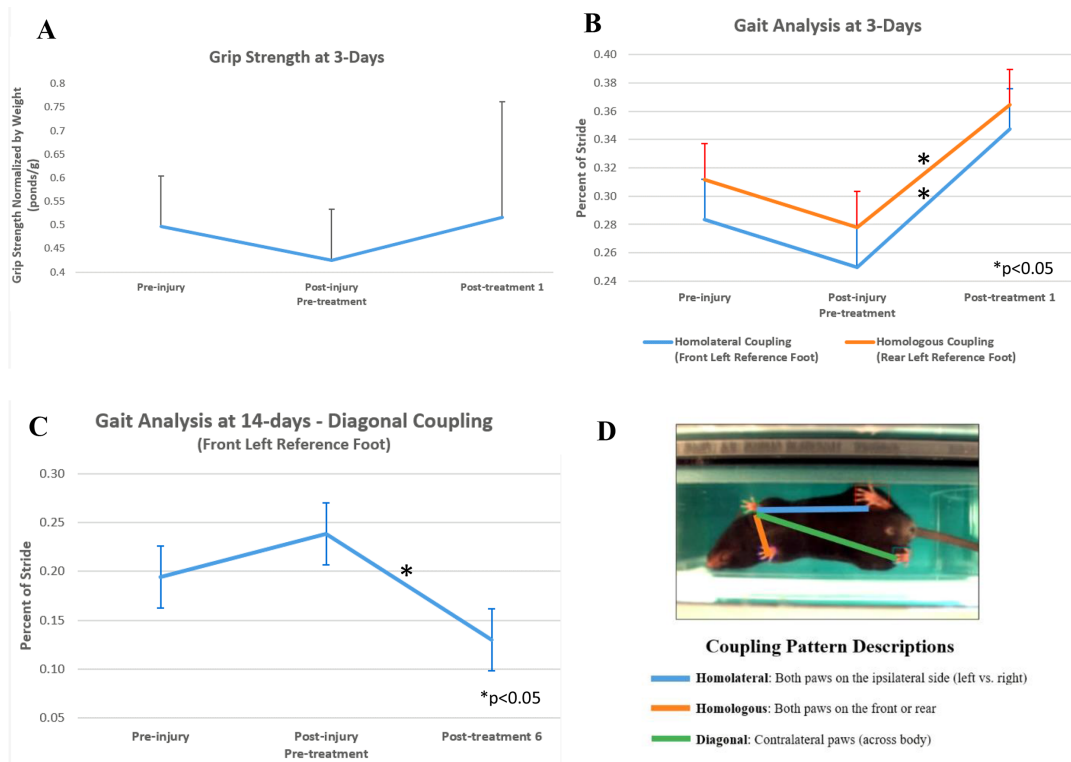 A
Grip Strength at 3-Days
Grip Strength Normalized by Weight
(ponds/g)
0.8
0.75
0.7
0.65
0.6
0.55
0.5
0.45
0.4
Pre-injury
Post-injury
Pre-treatment
Post-treatment 1
B
Gait Analysis at 3-Days
Percent of Stride
0.40
0.38
0.36
0.34
0.32
0.30
0.28
0.26
0.24
*
*
*p<0.05
Pre-injury
Post-injury
Pre-treatment
Post-treatment 1
Homolateral Coupling
(Front Left Reference Foot)
Homologous Coupling
(Rear Left Reference Foot)
C
Gait Analysis at 14-days - Diagonal Coupling
(Front Left Reference Foot)
Percent of Stride
0.30
0.25
0.20
0.15
0.10
0.05
*
*p<0.05
Pre-injury
Post-injury
Pre-treatment
Post-treatment 6
D
Coupling Pattern Descriptions
Homolateral: Both paws on the ipsilateral side (left vs. right)
Homologous: Both paws on the front or rear
Diagonal: Contralateral paws (across body)